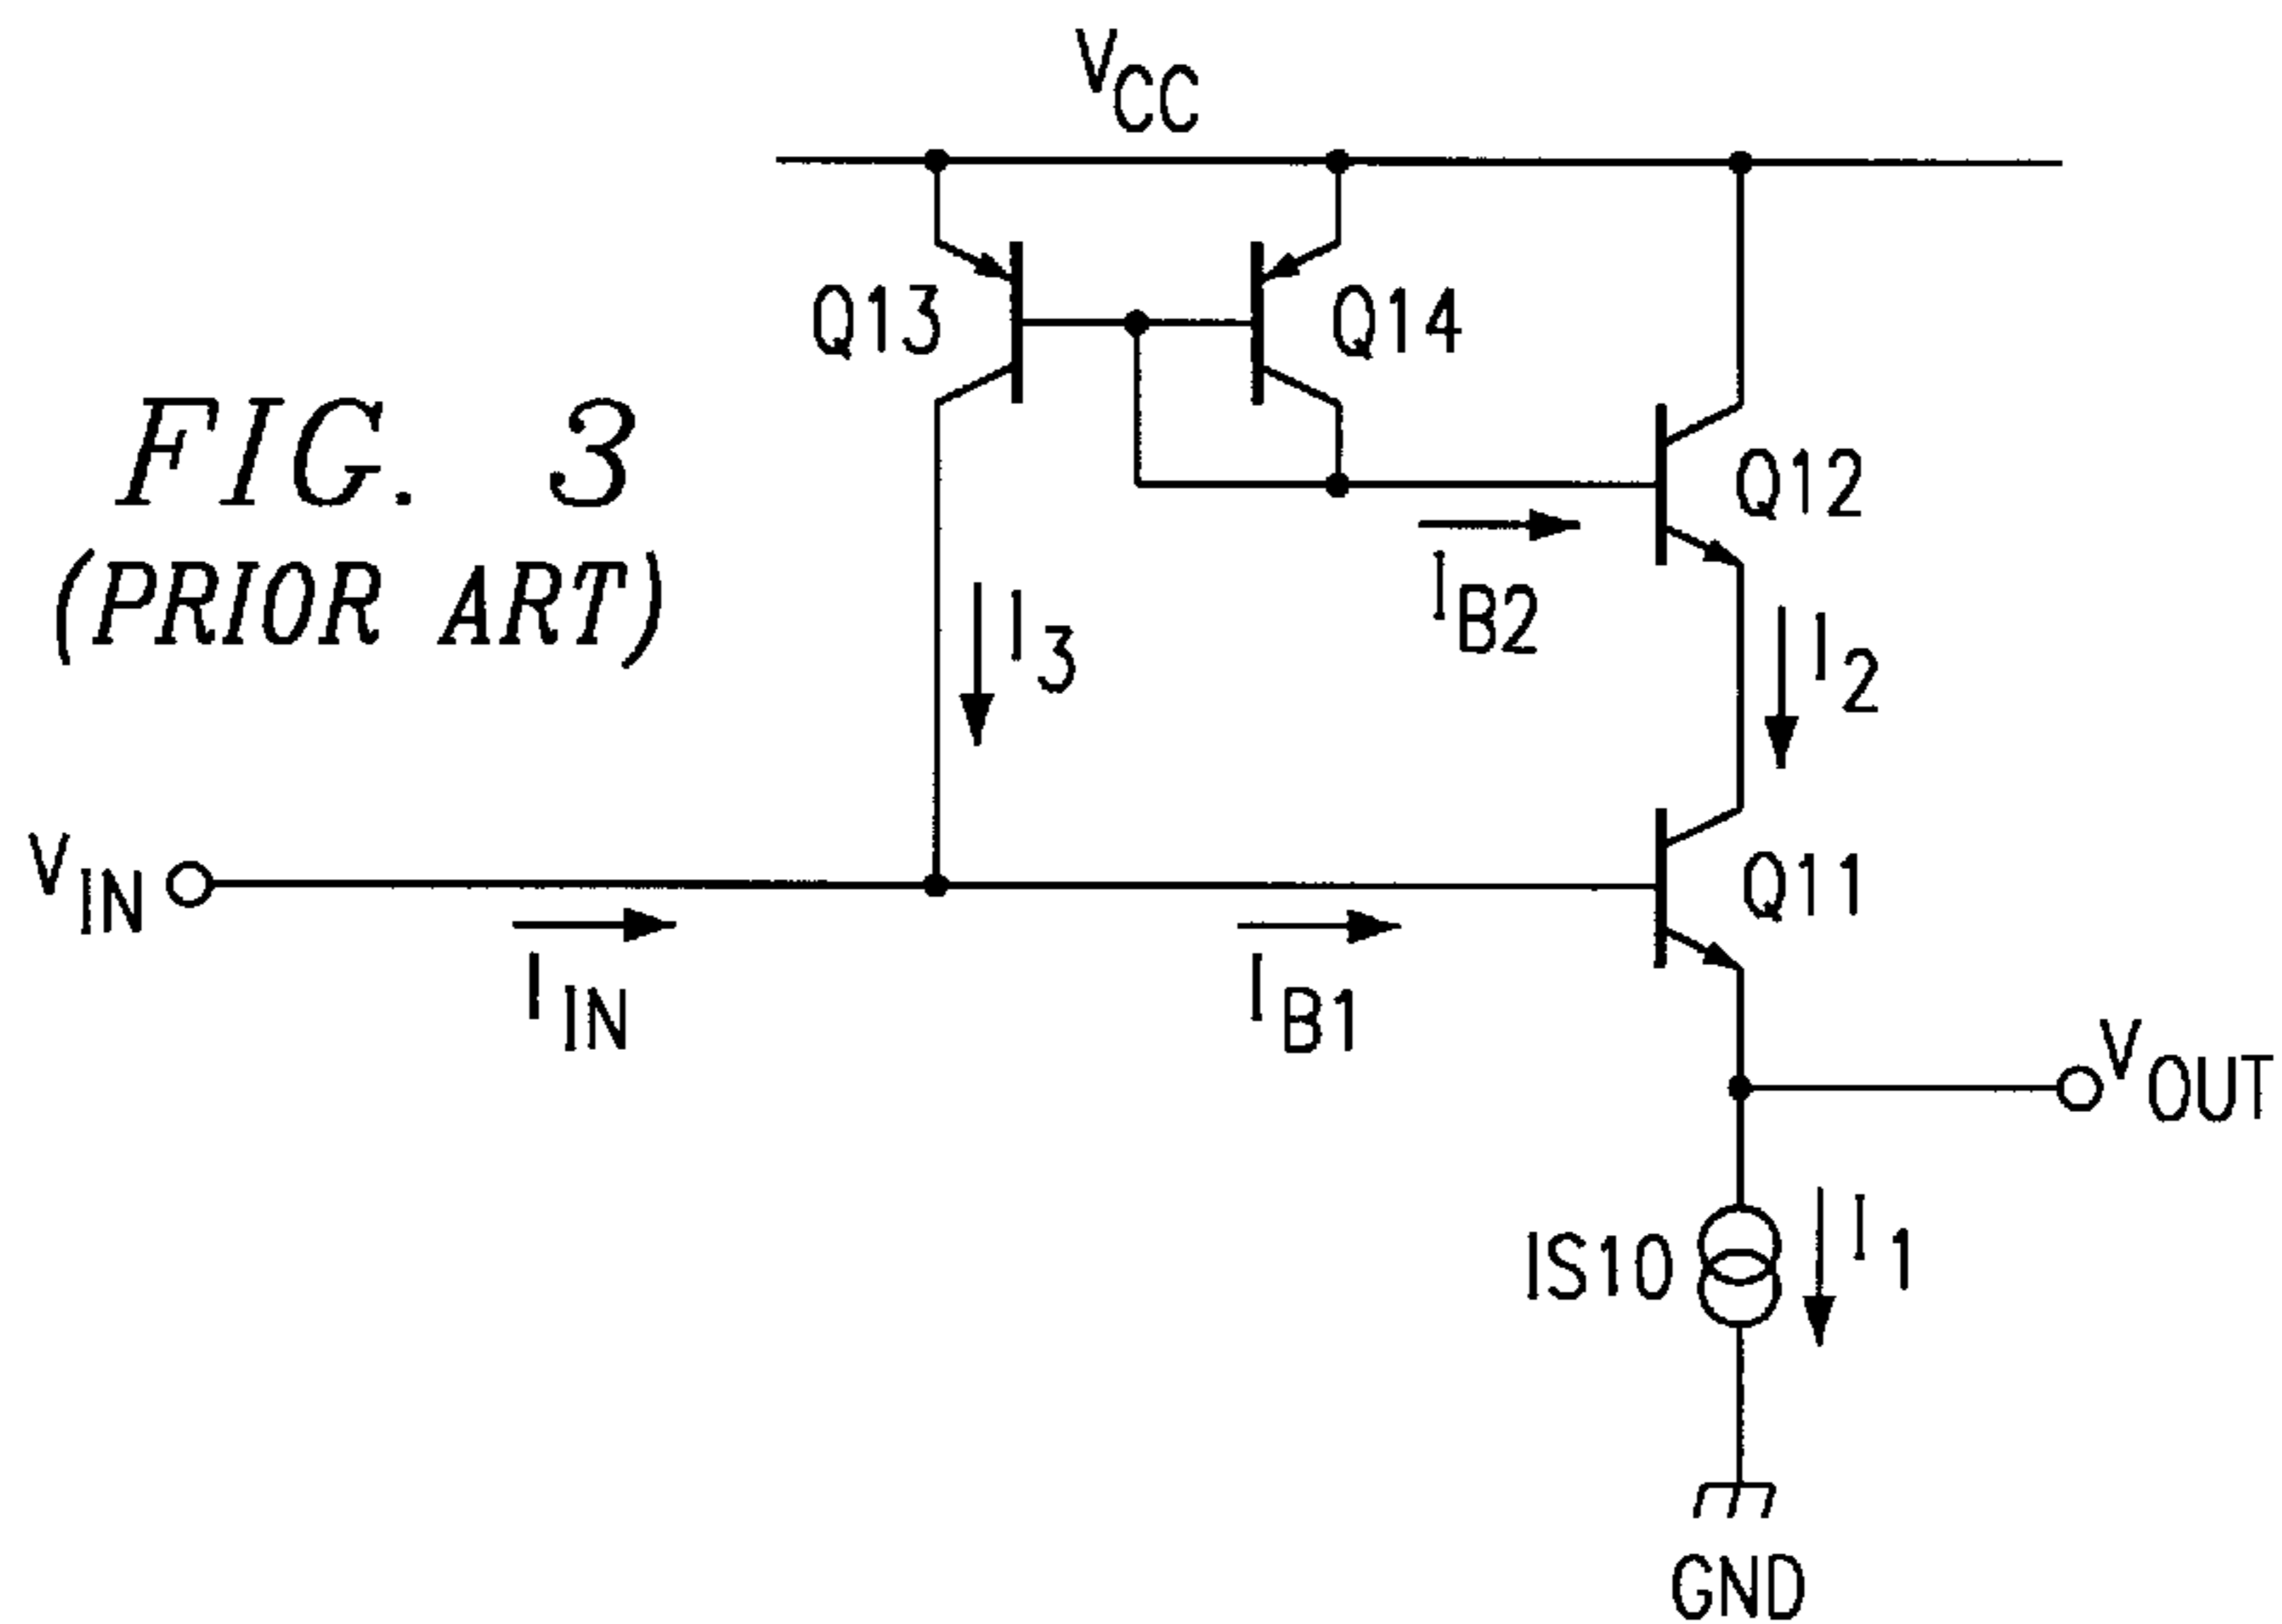 VCC
Q13
Q14
FIG. 3
Q12
(PRIOR ART)
IB2
I3
I2
VIN
Q11
IIN
IB1
VOUT
IS10
I1
GND